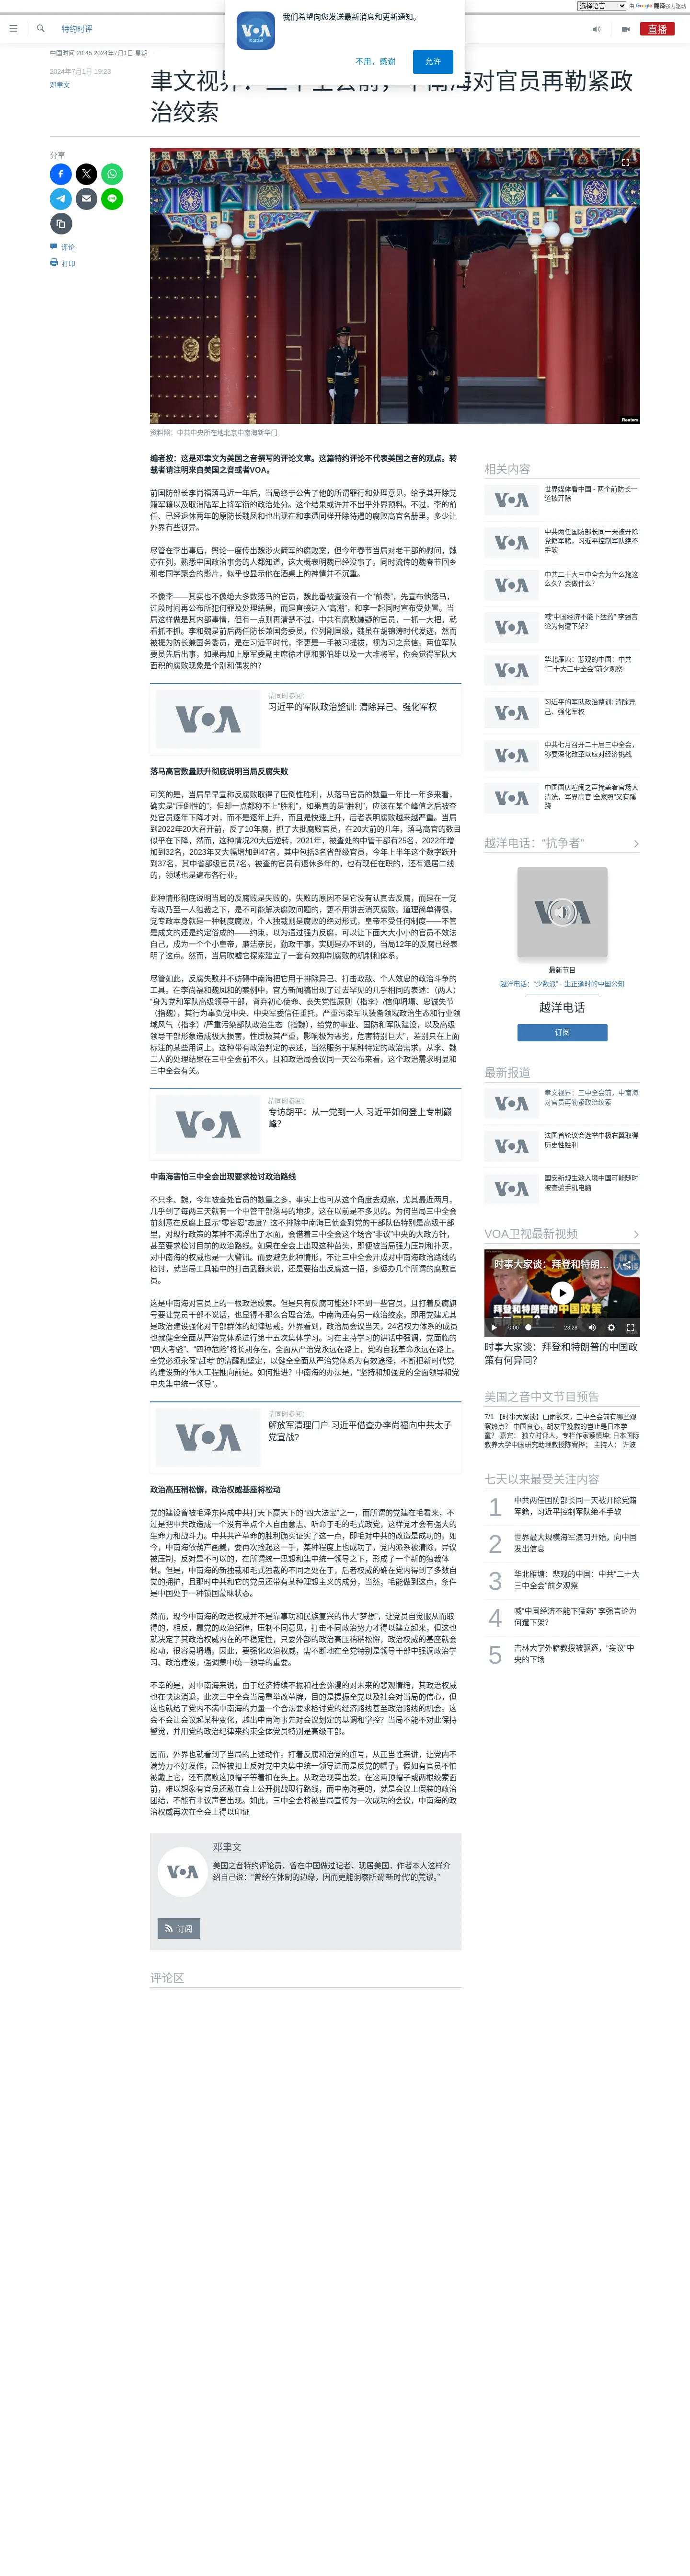 选择语言
由 Google 翻译强力驱动
我们希望向您发送最新消息和更新通知。
不用，感谢
允许
特约时评
直播
中国时间 20:45 2024年7月1日 星期一
2024年7月1日 19:23
邓聿文
聿文视界：三中全会前，中南海对官员再勒紧政
治绞索
分享
评论
打印
Reuters
资料照：中共中央所在地北京中南海新华门
编者按：这是邓聿文为美国之音撰写的评论文章。这篇特约评论不代表美国之音的观点。转
载者请注明来自美国之音或者VOA。
前国防部长李尚福落马近一年后，当局终于公告了他的所谓罪行和处理意见，给予其开除党
籍军籍以及取消陆军上将军衔的政治处分。这个结果或许并不出乎外界预料。不过，李的前
任、已经退休两年的原防长魏凤和也出现在和李遭同样开除待遇的腐败高官名册里，多少让
外界有些讶异。
尽管在李出事后，舆论一度传出魏涉火箭军的腐败案，但今年春节当局对老干部的慰问，魏
亦在列，熟悉中国政治事务的人都知道，这大概表明魏已经没事了。同时流传的魏春节回乡
和老同学聚会的影片，似乎也显示他在酒桌上的神情并不沉重。
不像李——其实也不像绝大多数落马的官员，魏此番被查没有一个“前奏”，先宣布他落马，
过段时间再公布所犯何罪及处理结果，而是直接进入“高潮”，和李一起同时宣布受处置。当
局这样做是其内部事情，但有一点则再清楚不过，中共有腐败嫌疑的官员，一抓一大把，就
看抓不抓。李和魏是前后两任防长兼国务委员，位列副国级，魏虽在胡锦涛时代发迹，然而
被提为防长兼国务委员，是在习近平时代，李更是一手被习提拔，视为习之亲信。两位军队
要员先后出事，如果再加上原军委副主席徐才厚和郭伯雄以及一大堆将军，你会觉得军队大
面积的腐败现象是个别和偶发的？
请同时参阅：
习近平的军队政治整训: 清除异己、强化军权
落马高官数量跃升彻底说明当局反腐失败
可笑的是，当局早早宣称反腐败取得了压倒性胜利，从落马官员的数量一年比一年多来看，
确实是“压倒性的”，但却一点都称不上“胜利”，如果真的是“胜利”，应该在某个峰值之后被查
处官员逐年下降才对，而不是逐年上升，而且是快速上升，后者表明腐败越来越严重。当局
到2022年20大召开前，反了10年腐，抓了大批腐败官员，在20大前的几年，落马高官的数目
似乎在下降，然而，这种情况20大后逆转，2021年，被查处的中管干部有25名，2022年增
加到32名，2023年又大幅增加到47名，其中包括3名省部级官员，今年上半年这个数字跃升
到37名，其中省部级官员7名。被查的官员有退休多年的，也有现任在职的，还有退居二线
的，领域也是遍布各行业。
此种情形彻底说明当局的反腐败是失败的，失败的原因不是它没有认真去反腐，而是在一党
专政乃至一人独裁之下，是不可能解决腐败问题的，更不用讲去消灭腐败。道理简单得很，
党专政本身就是一种制度腐败，个人独裁则是腐败的绝对形式，皇帝不受任何制度——不管
是成文的还是约定俗成的——约束，以为通过强力反腐，可以让下面大大小小的官员不效法
自己，成为一个个小皇帝，廉洁亲民，勤政干事，实则是办不到的，当局12年的反腐已经表
明了这点。然而，当局吹嘘它探索建立了一套有效抑制腐败的机制和体系。
尽管如此，反腐失败并不妨碍中南海把它用于排除异己、打击政敌、个人效忠的政治斗争的
工具。在李尚福和魏凤和的案例中，官方新闻稿出现过了去罕见的几乎相同的表述：（两人）
“身为党和军队高级领导干部，背弃初心使命、丧失党性原则（指李）/信仰坍塌、忠诚失节
（指魏），其行为辜负党中央、中央军委信任重托，严重污染军队装备领域政治生态和行业领
域风气（指李）/严重污染部队政治生态（指魏），给党的事业、国防和军队建设，以及高级
领导干部形象造成极大损害，性质极其严重，影响极为恶劣，危害特别巨大”，差别只在上面
标注的某些用词上。这种带有政治判定的表述，当然服务于某种特定的政治需求。从李、魏
二人的处理结果在三中全会前不久，且和政治局会议同一天公布来看，这个政治需求明显和
三中全会有关。
请同时参阅：
专访胡平：从一党到一人 习近平如何登上专制巅
峰？
中南海害怕三中全会出现要求检讨政治路线
不只李、魏，今年被查处官员的数量之多，事实上也可从这个角度去观察，尤其最近两月，
几乎到了每两三天就有一个中管干部落马的地步，这在以前是不多见的。为何当局三中全会
前刻意在反腐上显示“零容忍”态度？这不排除中南海已侦查到党的干部队伍特别是高级干部
里，对现行政策的某种不满浮出了水面，会借着三中全会这个场合“非议”中央的大政方针，
甚至要求检讨目前的政治路线。如果在全会上出现这种苗头，即便被当局强力压制和扑灭，
对中南海的权威也是一大警讯。而要避免此种情形，不让三中全会开成对中南海政治路线的
检讨，就当局工具箱中的打击武器来说，还是要抬出反腐这一招，多惩办几个所谓的腐败官
员。
这是中南海对官员上的一根政治绞索。但是只有反腐可能还吓不到一些官员，且打着反腐旗
号要让党员干部不说话，也显得不那么合理合法。中南海还有另一政治绞索，即用党建尤其
是政治建设强化对干部群体的纪律惩戒。外界看到，政治局会议当天，24名权力体系的成员
也就健全全面从严治党体系进行第十五次集体学习。习在主持学习的讲话中强调，党面临的
“四大考验”、“四种危险”将长期存在，全面从严治党永远在路上，党的自我革命永远在路上。
全党必须永葆“赶考”的清醒和坚定，以健全全面从严治党体系为有效途径，不断把新时代党
的建设新的伟大工程推向前进。如何推进？中南海的办法是，“坚持和加强党的全面领导和党
中央集中统一领导”。
请同时参阅：
解放军清理门户 习近平借查办李尚福向中共太子
党宣战?
政治高压稍松懈，政治权威基座将松动
党的建设曾被毛泽东捧成中共打天下赢天下的“四大法宝”之一，而所谓的党建在毛看来，不
过是把中共改造成一个没有半点个人自由意志、听命于毛的毛式政党，这样党才会有强大的
生命力和战斗力。中共共产革命的胜利确实证实了这一点，即毛对中共的改造是成功的。如
今，中南海依葫芦画瓢，要再次捡起这一手，某种程度上也成功了，党内派系被清除，异议
被压制，反对是不可以的，在所谓统一思想和集中统一领导之下，形成了一个新的独裁体
制。但是，中南海的新独裁和毛式独裁的不同之处在于，后者权威的确在党内得到了多数自
觉的拥护，且那时中共和它的党员还带有某种理想主义的成分，当然，毛能做到这点，条件
是中国处于一种锁国蒙昧状态。
然而，现今中南海的政治权威并不是靠事功和民族复兴的伟大“梦想”，让党员自觉服从而取
得的，相反，靠党的政治纪律，压制不同意见，打击不同政治势力才得以建立起来，但这也
就决定了其政治权威内在的不稳定性，只要外部的政治高压稍稍松懈，政治权威的基座就会
松动，很容易坍塌。因此，要强化政治权威，需不断地在全党特别是领导干部中强调政治学
习、政治建设，强调集中统一领导的重要。
不幸的是，对中南海来说，由于经济持续不振和社会弥漫的对未来的悲观情绪，其政治权威
也在快速消退，此次三中全会当局重举改革牌，目的是提振全党以及社会对当局的信心，但
这也就给了党内不满中南海的力量一个合法要求检讨党的经济路线甚至政治路线的机会。这
会不会让会议起某种变化，越出中南海事先对会议划定的基调和掌控？当局不能不对此保持
警觉，并用党的政治纪律来约束全体党员特别是高级干部。
因而，外界也就看到了当局的上述动作。打着反腐和治党的旗号，从正当性来讲，让党内不
满势力不好发作，忌惮被扣上反对党中央集中统一领导进而是反党的帽子。假如有官员不怕
被戴上它，还有腐败这顶帽子等着扣在头上。从政治现实出发，在这两顶帽子或两根绞索面
前，难以想象有官员还敢在会上公开挑战现行路线，而中南海要的，就是会议上假装的政治
团结，不能有非议声音出现。如此，三中全会将被当局宣传为一次成功的会议，中南海的政
治权威再次在全会上得以印证
邓聿文
美国之音特约评论员，曾在中国做过记者，现居美国，作者本人这样介
绍自己说：“曾经在体制的边缘，因而更能洞察所谓‘新时代’的荒谬。”
订阅
评论区
相关内容
世界媒体看中国 - 两个前防长一
道被开除
中共两任国防部长同一天被开除
党籍军籍，习近平控制军队绝不
手软
中共二十大三中全会为什么拖这
么久？会做什么？
喊“中国经济不能下猛药” 李强言
论为何遭下架？
华北雁塘：悲观的中国：中共
“二十大三中全会”前夕观察
习近平的军队政治整训: 清除异
己、强化军权
中共七月召开二十届三中全会，
称要深化改革以应对经济挑战
中国国庆喧闹之声掩盖着官场大
清洗，军界高官“全家照”又有蹊
跷
越洋电话：“抗争者”
最新节目
越洋电话：“少数派” - 生正逢时的中国公知
越洋电话
订阅
最新报道
聿文视界：三中全会前，中南海
对官员再勒紧政治绞索
法国首轮议会选举中极右翼取得
历史性胜利
国安新规生效入境中国可能随时
被查验手机电脑
VOA卫视最新视频
时事大家谈：拜登和特朗...
拜登和特朗普的中国政策
0:00
23:28
时事大家谈：拜登和特朗普的中国政
策有何异同？
美国之音中文节目预告
7/1 【时事大家谈】山雨欲来，三中全会前有哪些观
察热点？ 中国良心，胡友平挽救的岂止是日本学
童？ 嘉宾： 独立时评人，专栏作家蔡慎坤; 日本国际
教养大学中国研究助理教授陈宥桦； 主持人： 许波
七天以来最受关注内容
1
中共两任国防部长同一天被开除党籍
军籍，习近平控制军队绝不手软
2
世界最大规模海军演习开始，向中国
发出信息
3
华北雁塘：悲观的中国：中共“二十大
三中全会”前夕观察
4
喊“中国经济不能下猛药” 李强言论为
何遭下架？
5
吉林大学外籍教授被驱逐，“妄议”中
央的下场